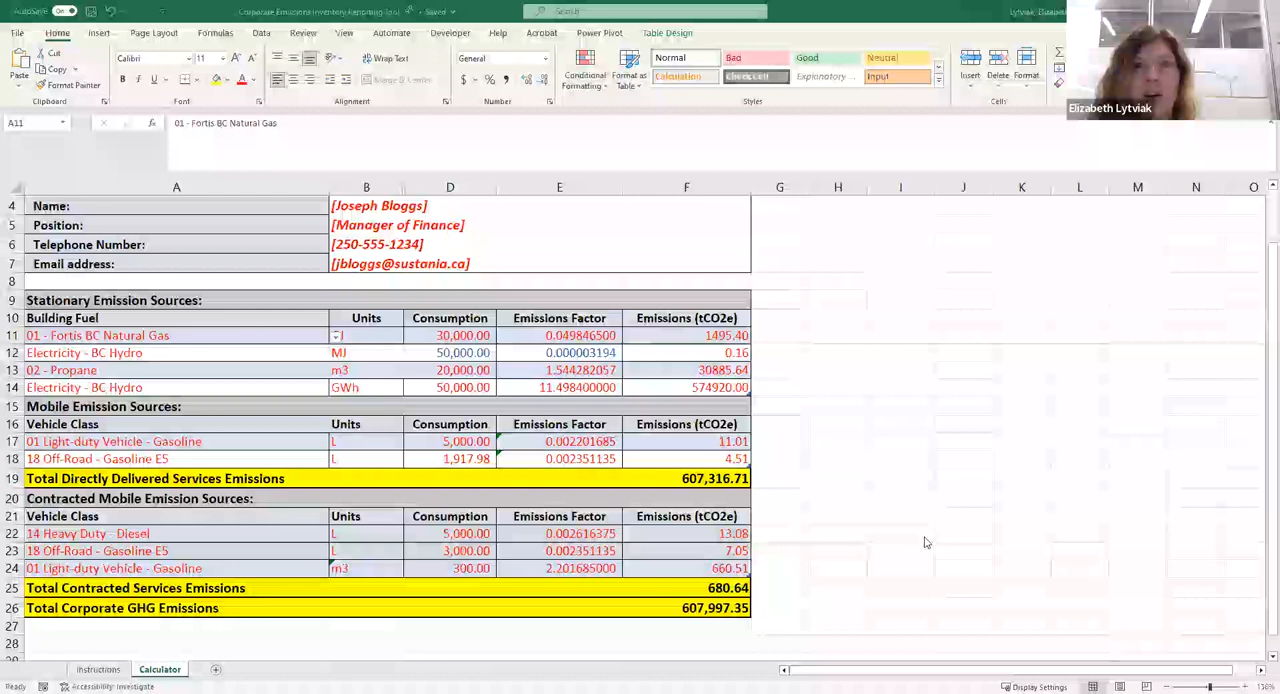 AutoSave On Corporate Emissions Inventory Reporting Tool Saved Search Lytviak, Elizabeth
File Home Insert Page Layout Formulas Data Review View Automate Developer Help Acrobat Power Pivot Table Design
Paste Cut Copy Format Painter Clipboard
Calibri 11 B I U Font
Wrap Text Merge & Center Alignment
General $ % Number
Conditional Formatting Format as Table
Normal Bad Good Neutral
Calculation Check Cell Explanatory ... Input
Styles
Insert Delete Format Cells
Elizabeth Lytviak
A11 fx 01 - Fortis BC Natural Gas
A B C D E F G H I J K L M N O
4 Name: [Joseph Bloggs]
5 Position: [Manager of Finance]
6 Telephone Number: [250-555-1234]
7 Email address: [jbloggs@sustania.ca]
8
9 Stationary Emission Sources:
10 Building Fuel Units Consumption Emissions Factor Emissions (tCO2e)
11 01 - Fortis BC Natural Gas J 30,000.00 0.049846500 1495.40
12 Electricity - BC Hydro MJ 50,000.00 0.000003194 0.16
13 02 - Propane m3 20,000.00 1.544282057 30885.64
14 Electricity - BC Hydro GWh 50,000.00 11.498400000 574920.00
15 Mobile Emission Sources:
16 Vehicle Class Units Consumption Emissions Factor Emissions (tCO2e)
17 01 Light-duty Vehicle - Gasoline L 5,000.00 0.002201685 11.01
18 18 Off-Road - Gasoline E5 L 1,917.98 0.002351135 4.51
19 Total Directly Delivered Services Emissions 607,316.71
20 Contracted Mobile Emission Sources:
21 Vehicle Class Units Consumption Emissions Factor Emissions (tCO2e)
22 14 Heavy Duty - Diesel L 5,000.00 0.002616375 13.08
23 18 Off-Road - Gasoline E5 L 3,000.00 0.002351135 7.05
24 01 Light-duty Vehicle - Gasoline m3 300.00 2.201685000 660.51
25 Total Contracted Services Emissions 680.64
26 Total Corporate GHG Emissions 607,997.35
27
28
Instructions Calculator
Ready Accessibility: Investigate Display Settings 136%